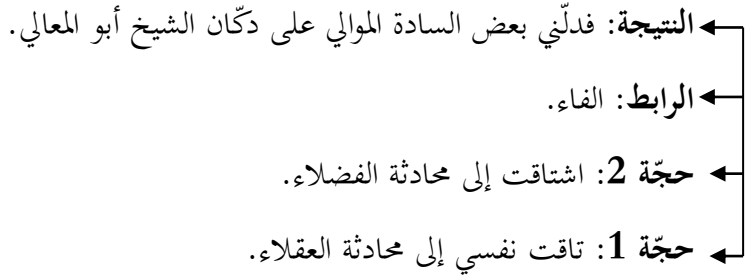 النتيجة: فدلّني بعض السادة الموالي على دكّان الشيخ أبو المعالي.
الرابط: الفاء.
حجّة 2: اشتاقت إلى محادثة الفضلاء.
حجّة 1: تاقت نفسي إلى محادثة العقلاء.